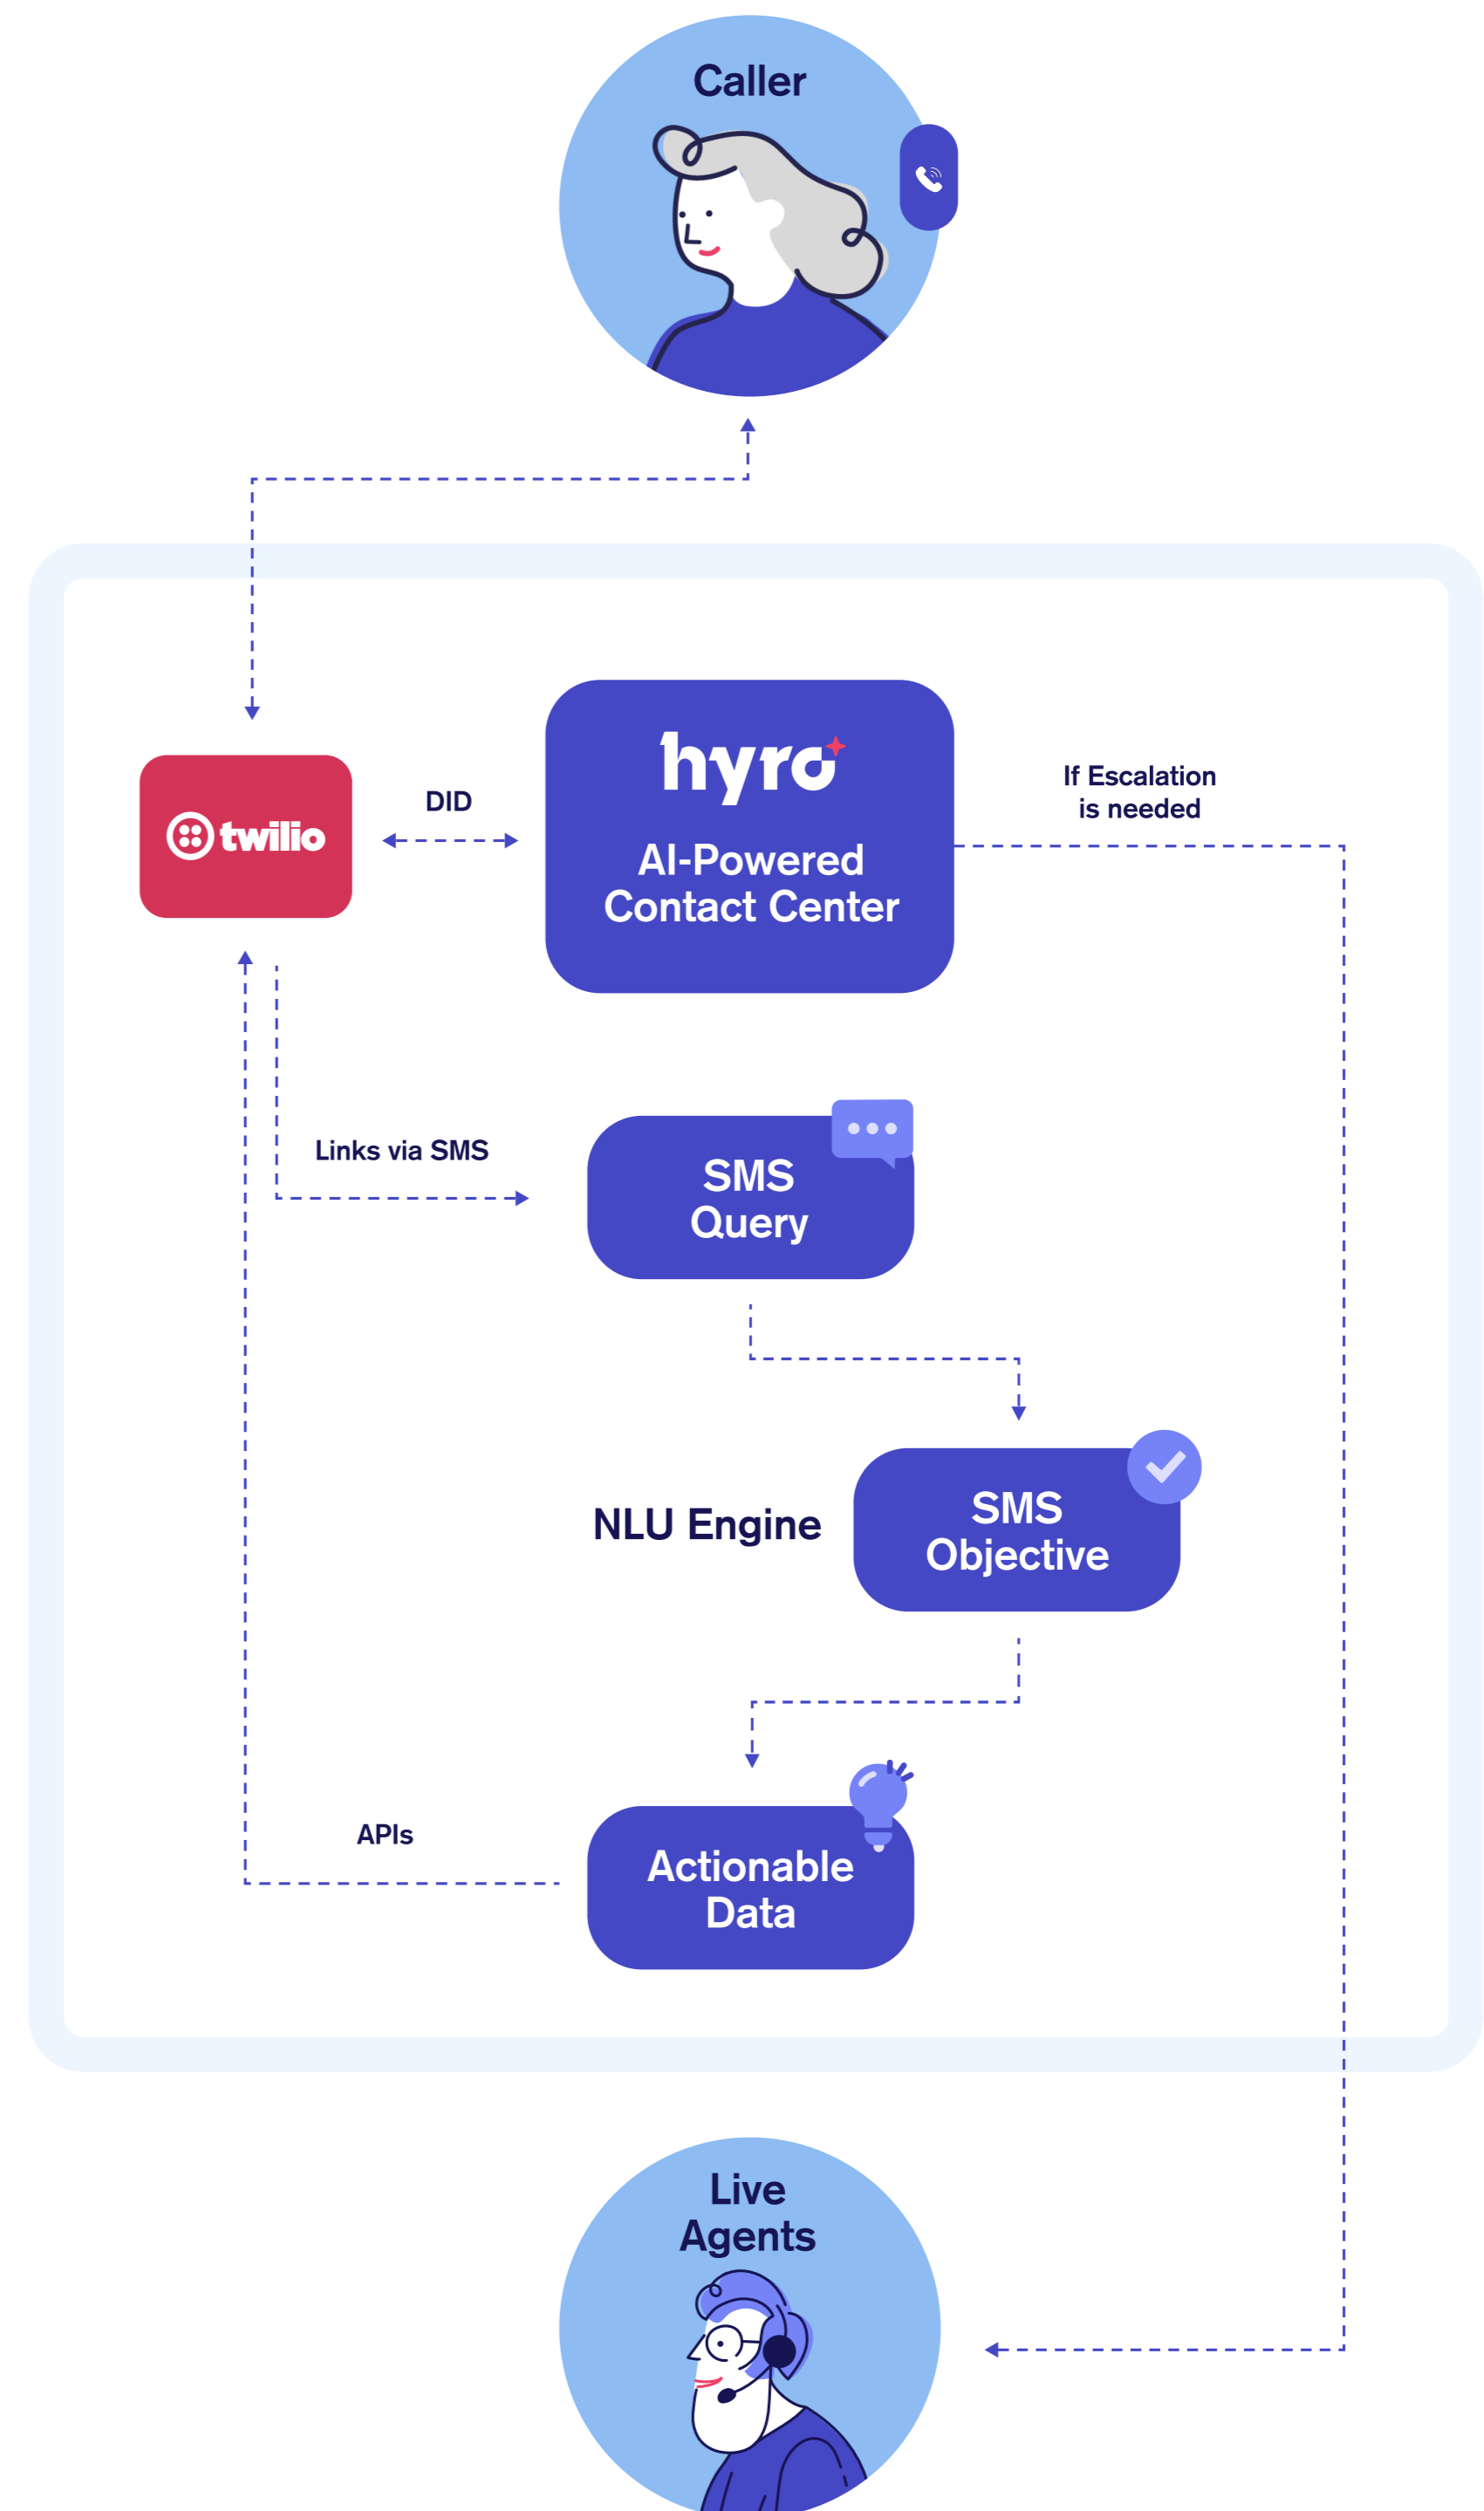 Caller
hyro
If Escalation
is needed
DID
twilio
AI-Powered
Contact Center
Links via SMS
SMS
Query
NLU Engine
SMS
Objective
APIs
Actionable
Data
Live
Agents